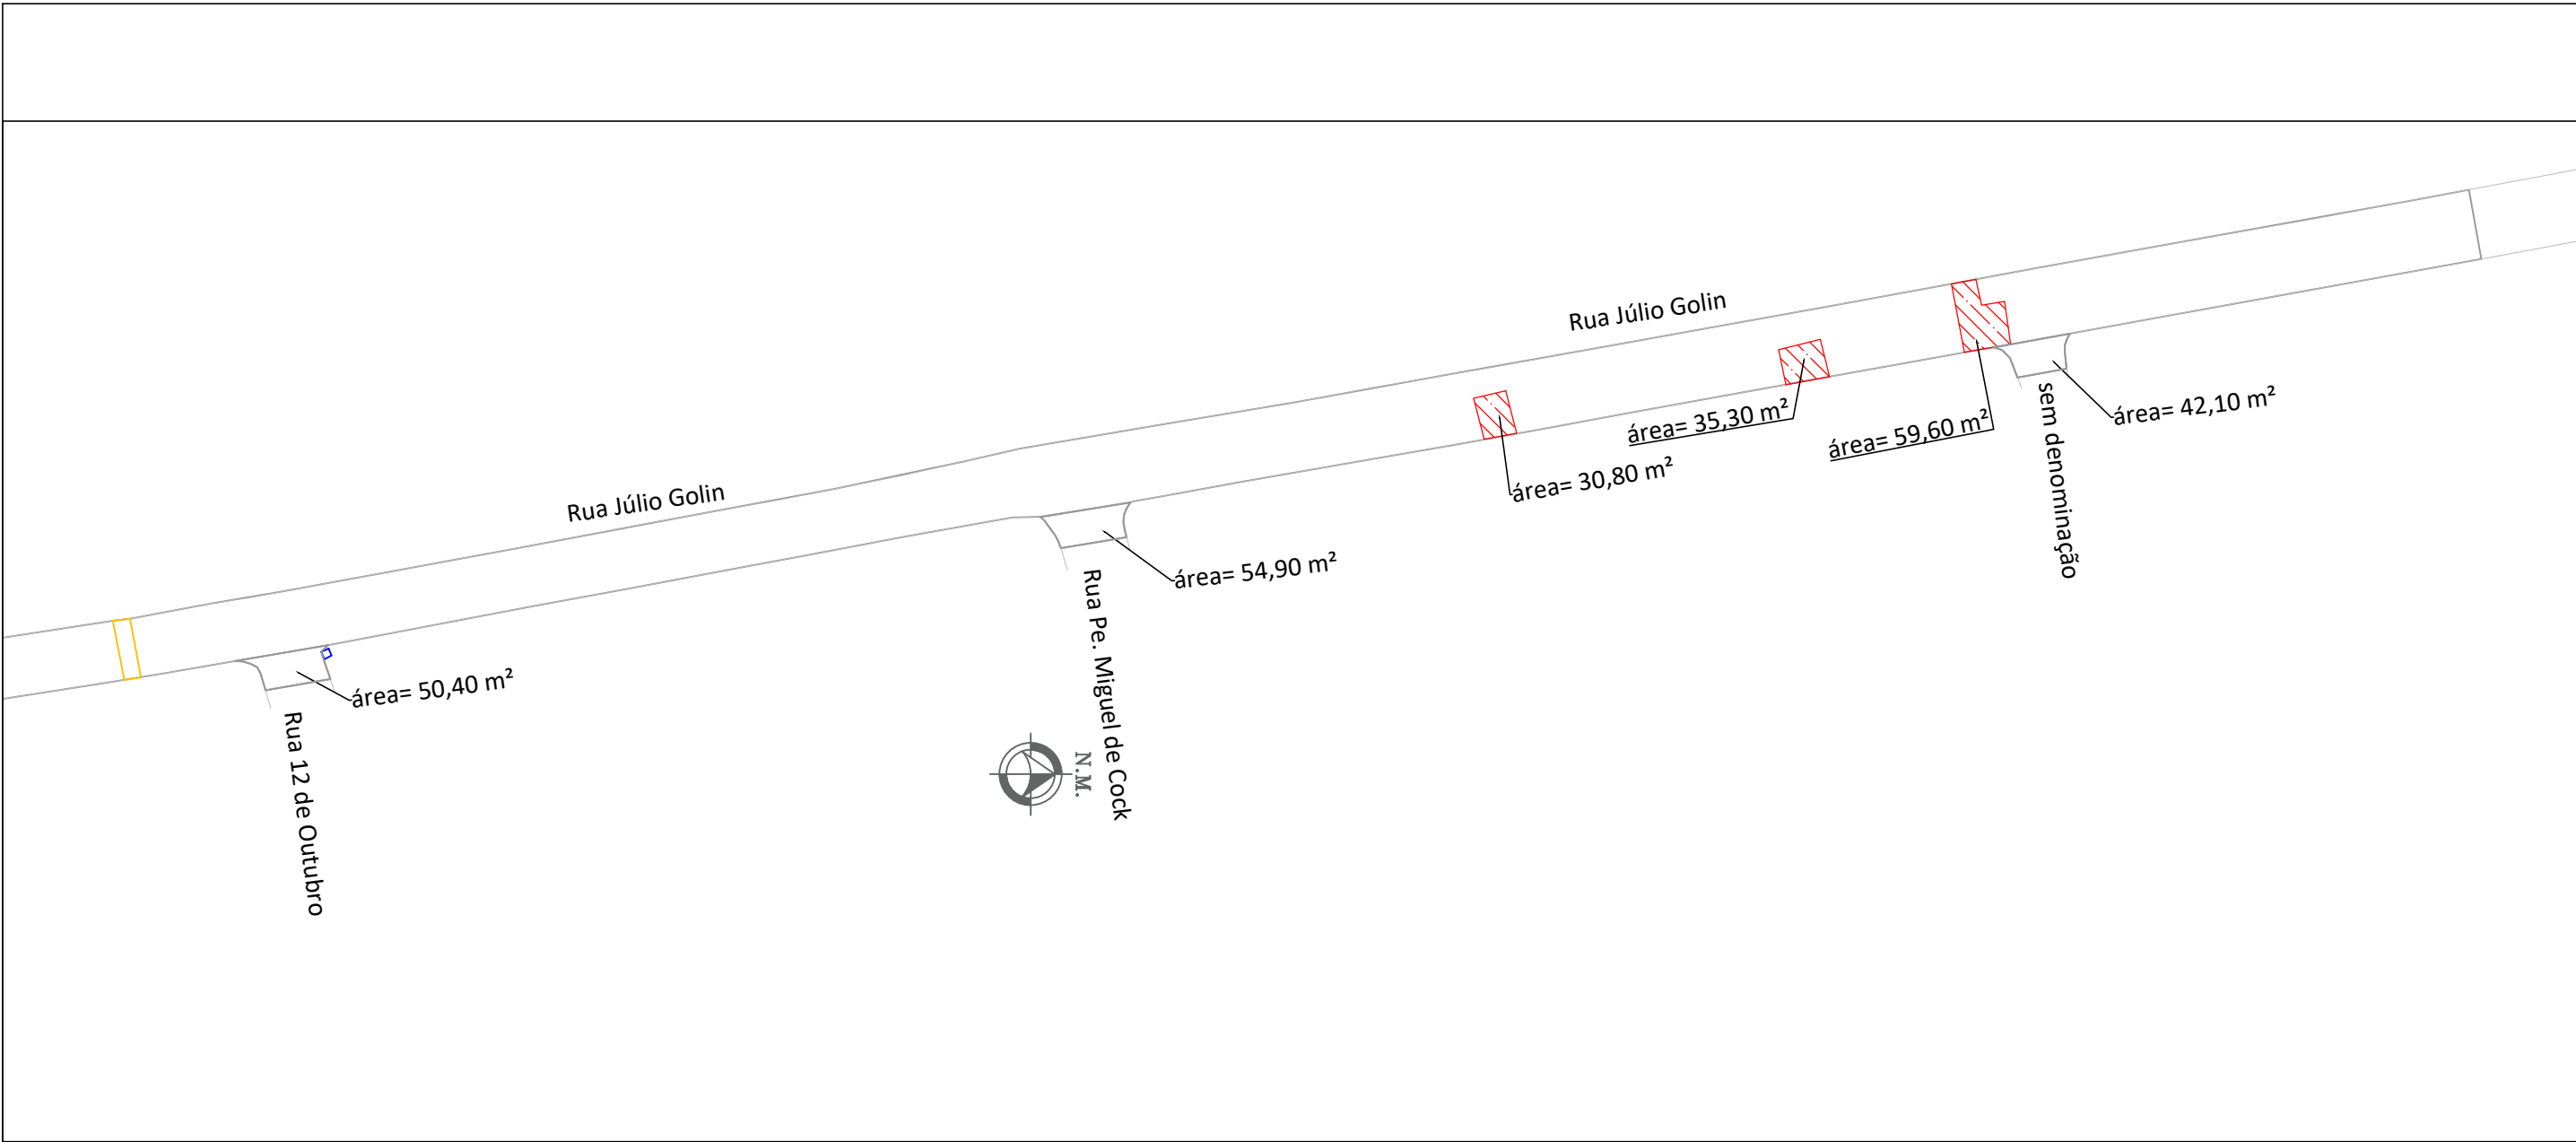 Rua Júlio Golin
área= 35,30 m²
área= 59,60 m²
área= 42,10 m²
sem denominação
área= 30,80 m²
Rua Júlio Golin
área= 54,90 m²
Rua Pe. Miguel de Cock
área= 50,40 m²
Rua 12 de Outubro
N.M.